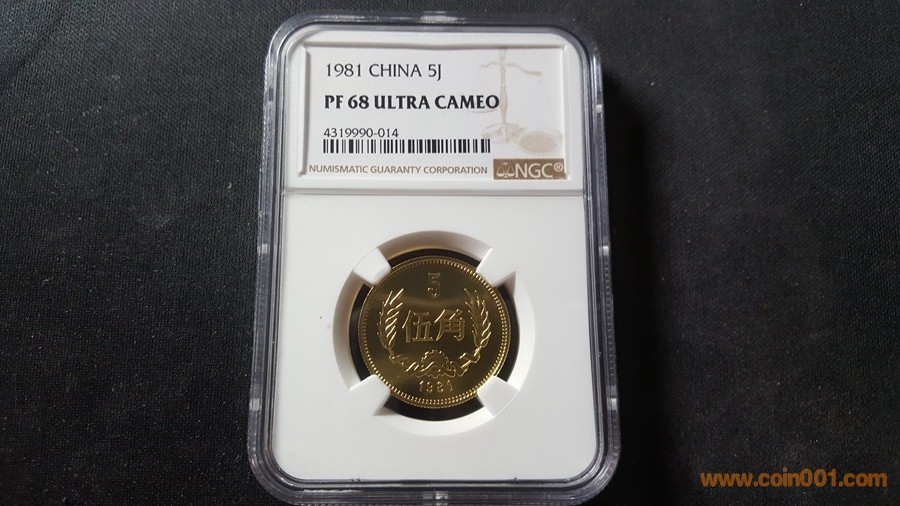 1981 CHINA 5J
PF 68 ULTRA CAMEO
4319990-014
NUMISMATIC GUARANTY CORPORATION
NGC®
5
伍角
1981
www.coin001.com